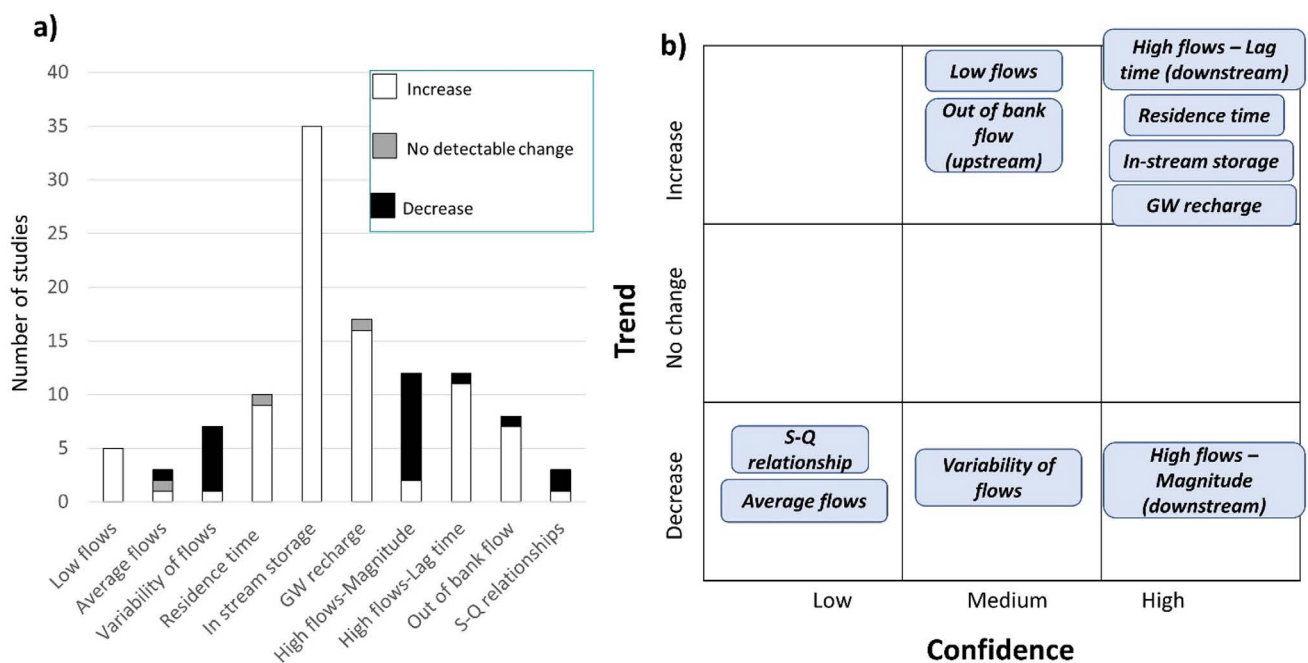 a)
40
35
30
25
20
15
10
5
0
Number of studies
Increase
No detectable change
Decrease
Low flows
Average flows
Variability of flows
Residence time
In stream storage
GW recharge
High flows-Magnitude
High flows-Lag time
Out of bank flow
S-Q relationships
b)
Trend
Increase
No change
Decrease
Low flows
Out of bank
flow
(upstream)
High flows – Lag
time (downstream)
Residence time
In-stream storage
GW recharge
S-Q
relationship
Average flows
Variability of
flows
High flows –
Magnitude
(downstream)
Low
Medium
High
Confidence